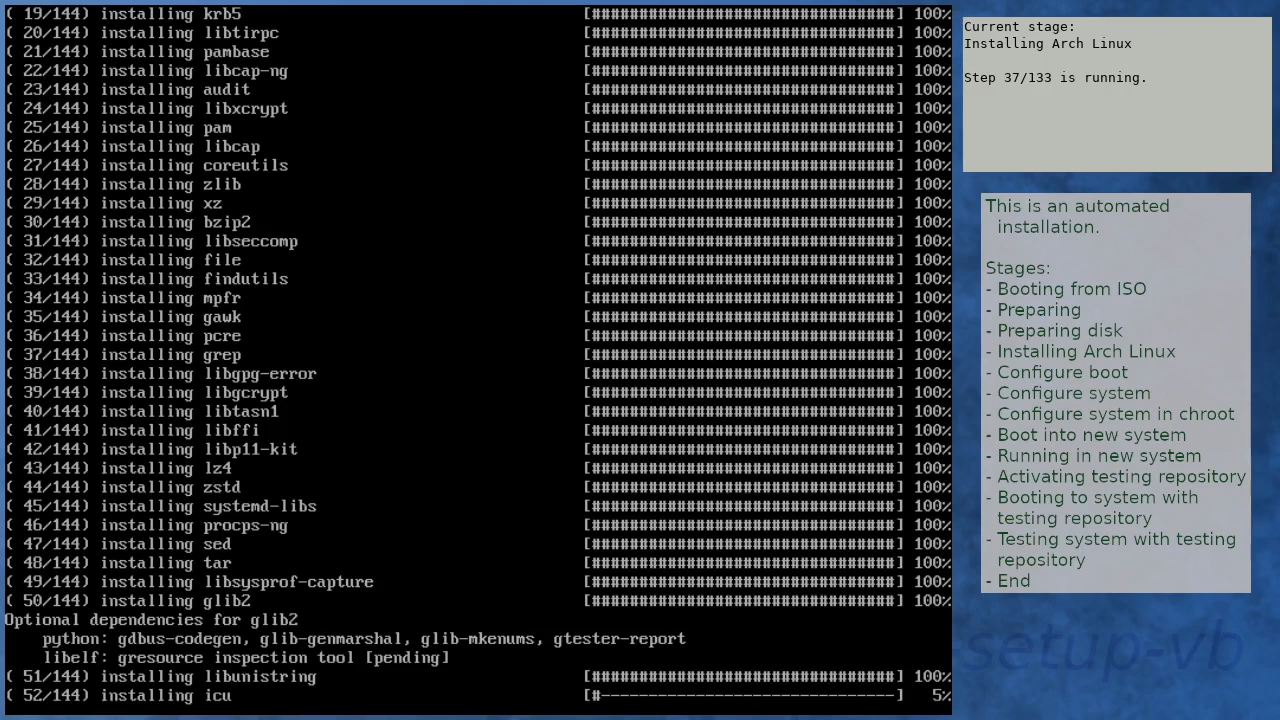 ( 19/144) installing krb5 [################################] 100%
( 20/144) installing libtirpc [################################] 100%
( 21/144) installing pambase [################################] 100%
( 22/144) installing libcap-ng [################################] 100%
( 23/144) installing audit [################################] 100%
( 24/144) installing libxcrypt [################################] 100%
( 25/144) installing pam [################################] 100%
( 26/144) installing libcap [################################] 100%
( 27/144) installing coreutils [################################] 100%
( 28/144) installing zlib [################################] 100%
( 29/144) installing xz [################################] 100%
( 30/144) installing bzip2 [################################] 100%
( 31/144) installing libseccomp [################################] 100%
( 32/144) installing file [################################] 100%
( 33/144) installing findutils [################################] 100%
( 34/144) installing mpfr [################################] 100%
( 35/144) installing gawk [################################] 100%
( 36/144) installing pcre [################################] 100%
( 37/144) installing grep [################################] 100%
( 38/144) installing libgpg-error [################################] 100%
( 39/144) installing libgcrypt [################################] 100%
( 40/144) installing libtasn1 [################################] 100%
( 41/144) installing libffi [################################] 100%
( 42/144) installing libp11-kit [################################] 100%
( 43/144) installing lz4 [################################] 100%
( 44/144) installing zstd [################################] 100%
( 45/144) installing systemd-libs [################################] 100%
( 46/144) installing procps-ng [################################] 100%
( 47/144) installing sed [################################] 100%
( 48/144) installing tar [################################] 100%
( 49/144) installing libsysprof-capture [################################] 100%
( 50/144) installing glib2 [################################] 100%
Optional dependencies for glib2
    python: gdbus-codegen, glib-genmarshal, glib-mkenums, gtester-report
    libelf: gresource inspection tool [pending]
( 51/144) installing libunistring [################################] 100%
( 52/144) installing icu [#-------------------------------] 5%
Current stage:
Installing Arch Linux
Step 37/133 is running.
This is an automated
installation.
Stages:
- Booting from ISO
- Preparing
- Preparing disk
- Installing Arch Linux
- Configure boot
- Configure system
- Configure system in chroot
- Boot into new system
- Running in new system
- Activating testing repository
- Booting to system with
testing repository
- Testing system with testing
repository
- End
setup-vb